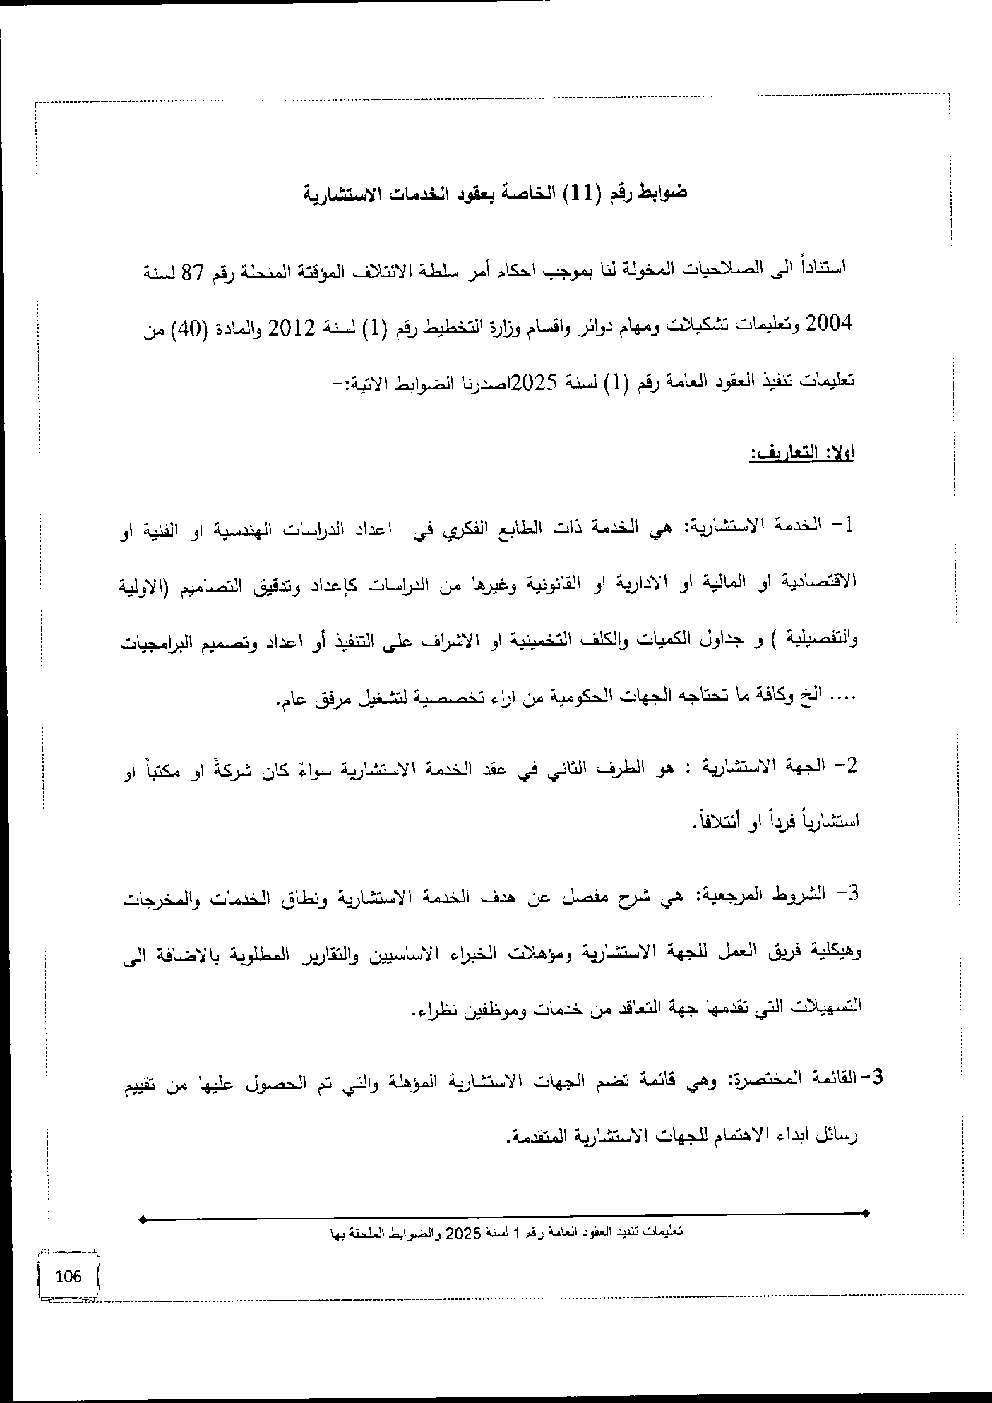 ضوابط رقم (11) الخاصة بعقود الخدمات الاستشارية
استناداً الى الصلاحيات المخولة لنا بموجب احكام أمر سلطة الائتلاف المؤقتة المنحلة رقم 87 لسنة
2004 وتعليمات تشكيلات ومهام دوائر واقسام وزارة التخطيط رقم (1) لسنة 2012 والمادة (40) من
تعليمات تنفيذ العقود العامة رقم (1) لسنة 2025اصدرنا الضوابط الاتية:-
اولا: التعاريف:
1- الخدمة الاستشارية: هي الخدمة ذات الطابع الفكري في اعداد الدراسات الهندسية او الفنية او
الاقتصادية او المالية او الادارية او القانونية وغيرها من الدراسات كإعداد وتدقيق التصاميم (الاولية
والتفصيلية ) و جداول الكميات والكلف التخمينية او الاشراف على التنفيذ أو اعداد وتصميم البرامجيات
.... الخ وكافة ما تحتاجه الجهات الحكومية من اراء تخصصية لتشغيل مرفق عام.
2- الجهة الاستشارية : هو الطرف الثاني في عقد الخدمة الاستشارية سواءً كان شركةً او مكتباً او
استشارياً فرداً او أئتلافاً.
3- الشروط المرجعية: هي شرح مفصل عن هدف الخدمة الاستشارية ونطاق الخدمات والمخرجات
وهيكلية فريق العمل للجهة الاستشارية ومؤهلات الخبراء الاساسيين والتقارير المطلوبة بالاضافة الى
التسهيلات التي تقدمها جهة التعاقد من خدمات وموظفين نظراء.
3-القائمة المختصرة: وهي قائمة تضم الجهات الاستشارية المؤهلة والتي تم الحصول عليها من تقييم
رسائل ابداء الاهتمام للجهات الاستشارية المتقدمة.
تعليمات تنفيذ العقود العامة رقم 1 لسنة 2025 والضوابط الملحقة بها
106